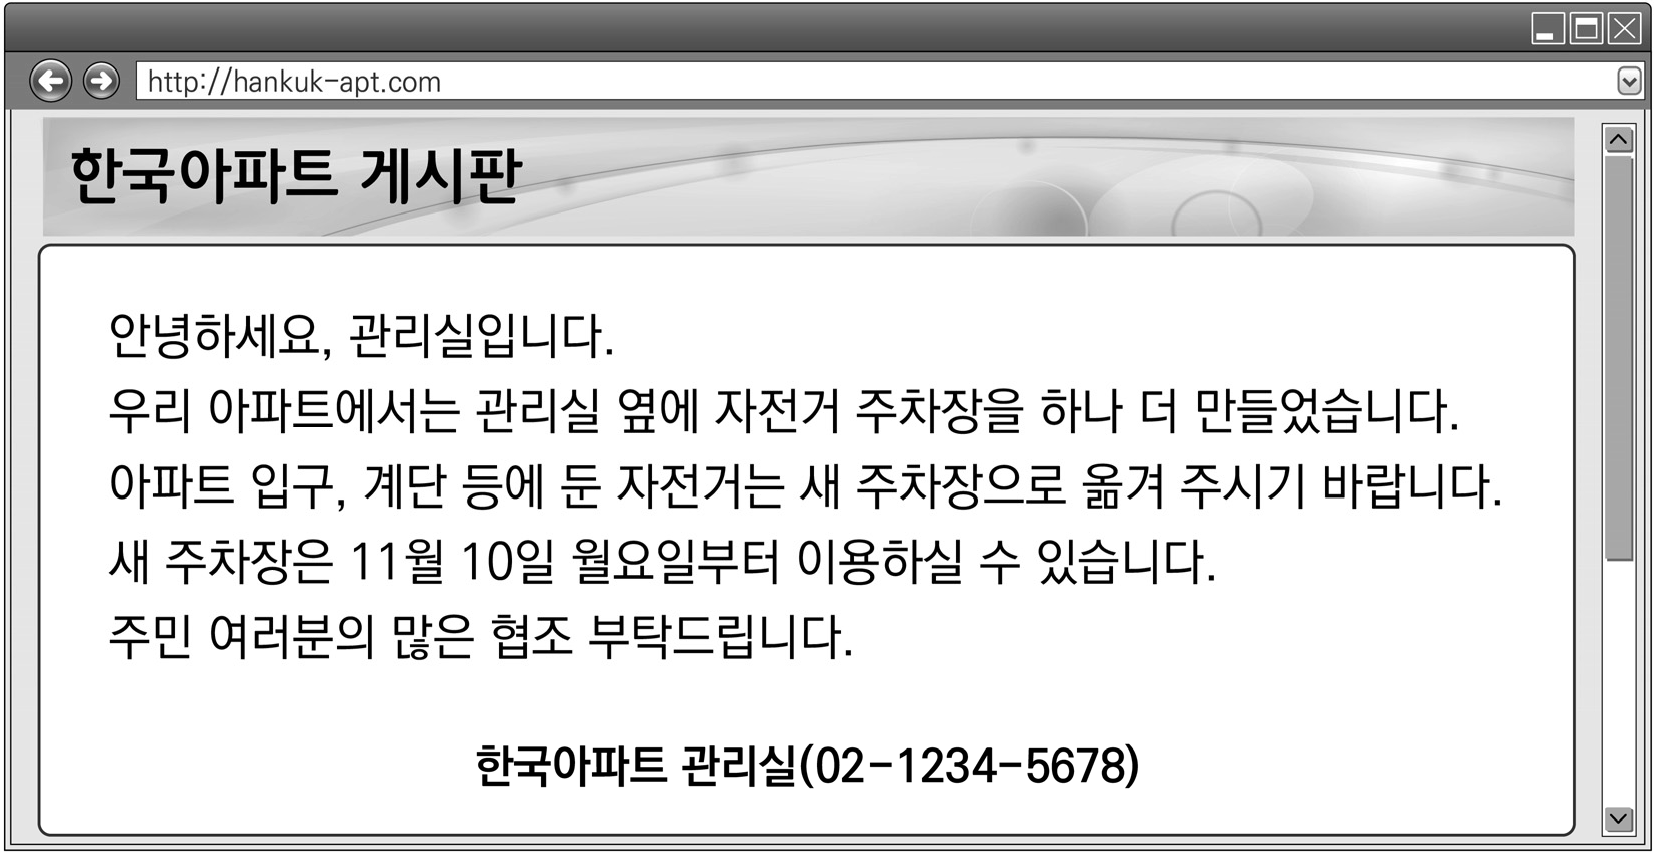 http://hankuk-apt.com
한국아파트 게시판
안녕하세요, 관리실입니다.
우리 아파트에서는 관리실 옆에 자전거 주차장을 하나 더 만들었습니다.
아파트 입구, 계단 등에 둔 자전거는 새 주차장으로 옮겨 주시기 바랍니다.
새 주차장은 11월 10일 월요일부터 이용하실 수 있습니다.
주민 여러분의 많은 협조 부탁드립니다.
한국아파트 관리실(02-1234-5678)